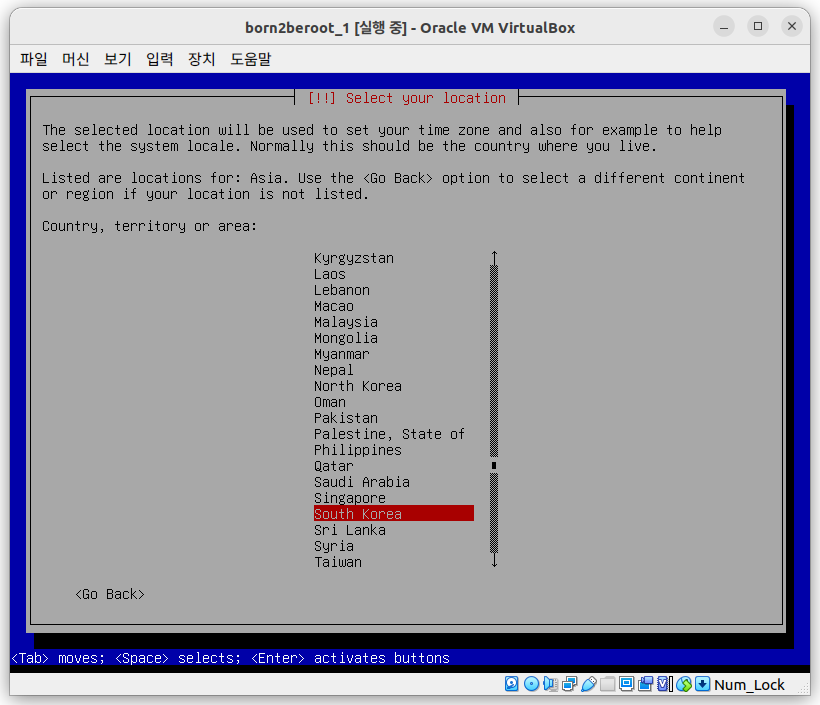 born2beroot_1 [실행 중] - Oracle VM VirtualBox
파일 머신 보기 입력 장치 도움말
[!!] Select your location
The selected location will be used to set your time zone and also for example to help
select the system locale. Normally this should be the country where you live.
Listed are locations for: Asia. Use the <Go Back> option to select a different continent
or region if your location is not listed.
Country, territory or area:
Kyrgyzstan
Laos
Lebanon
Macao
Malaysia
Mongolia
Myanmar
Nepal
North Korea
Oman
Pakistan
Palestine, State of
Philippines
Qatar
Saudi Arabia
Singapore
South Korea
Sri Lanka
Syria
Taiwan
<Go Back>
<Tab> moves; <Space> selects; <Enter> activates buttons
Num_Lock